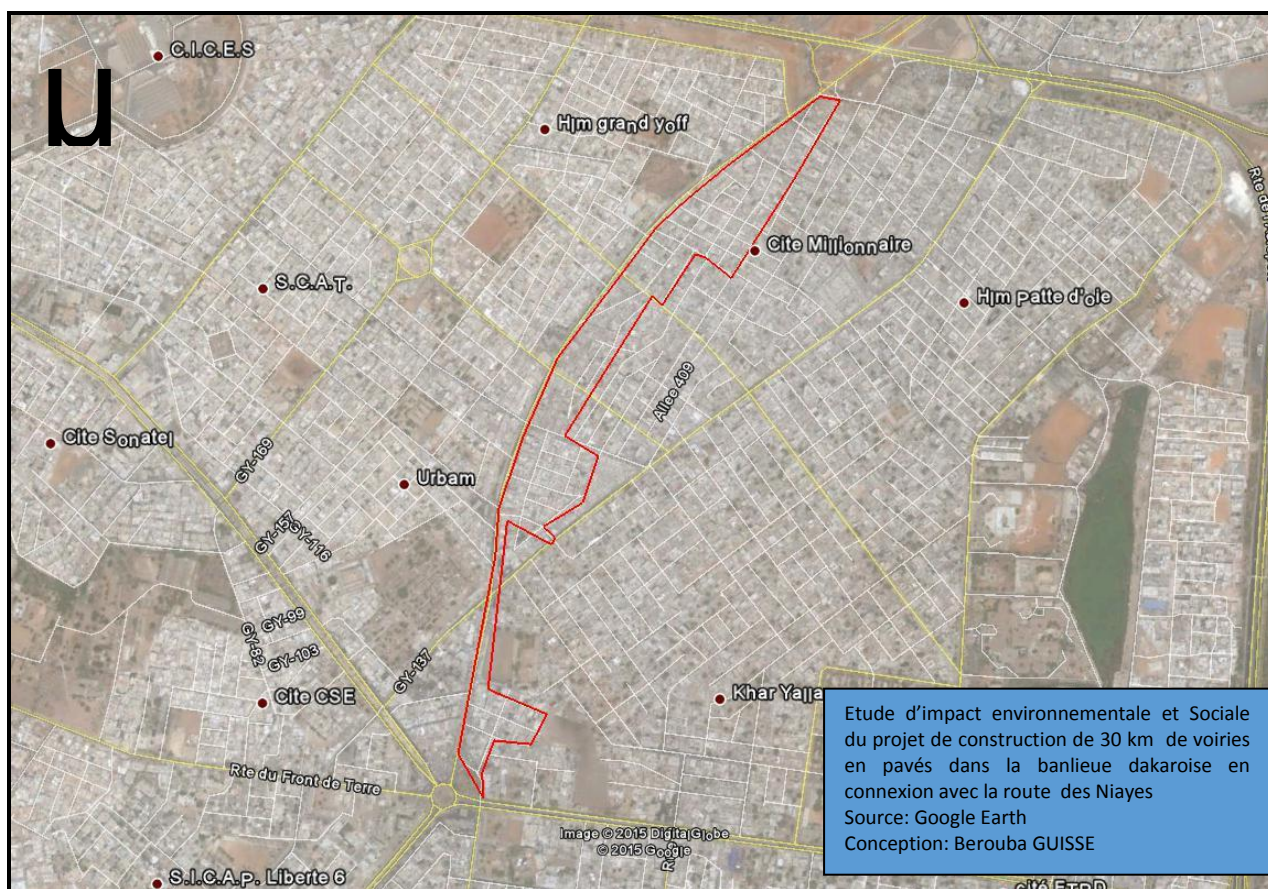 C.I.C.E.S
µ
Hlm grand yoff
Cite Millionnaire
S.C.A.T.
Hlm patte d'oie
Allee 409
Cite Sonatel
GY-169
Urbam
GY-157
GY-116
GY-99
GY-82
GY-103
GY-137
Cite CSE
Khar Yalla
Rte du Front de Terre
Etude d'impact environnementale et Sociale
du projet de construction de 30 km de voiries
en pavés dans la banlieue dakaroise en
connexion avec la route des Niayes
Source: Google Earth
Conception: Berouba GUISSE
Image © 2015 DigitalGlobe
© 2015 Google
S.I.C.A.P. Liberte 6